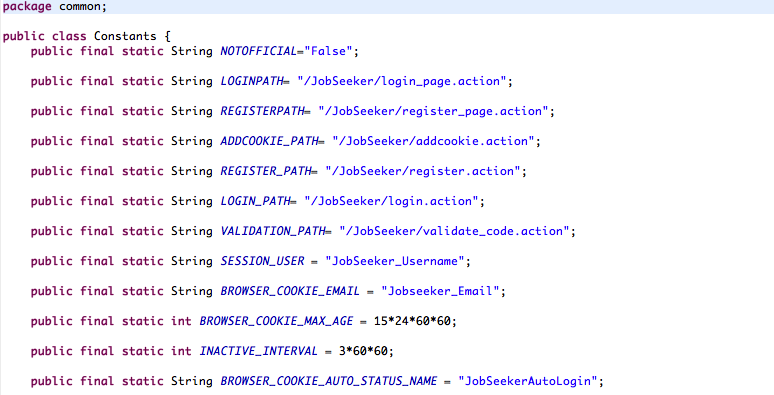 package common;
public class Constants {
public final static String NOTOFFICIAL="False";
public final static String LOGINPATH= "/JobSeeker/login_page.action";
public final static String REGISTERPATH= "/JobSeeker/register_page.action";
public final static String ADDCOOKIE_PATH= "/JobSeeker/addcookie.action";
public final static String REGISTER_PATH= "/JobSeeker/register.action";
public final static String LOGIN_PATH= "/JobSeeker/login.action";
public final static String VALIDATION_PATH= "/JobSeeker/validate_code.action";
public final static String SESSION_USER = "JobSeeker_Username";
public final static String BROWSER_COOKIE_EMAIL = "Jobseeker_Email";
public final static int BROWSER_COOKIE_MAX_AGE = 15*24*60*60;
public final static int INACTIVE_INTERVAL = 3*60*60;
public final static String BROWSER_COOKIE_AUTO_STATUS_NAME = "JobSeekerAutoLogin";